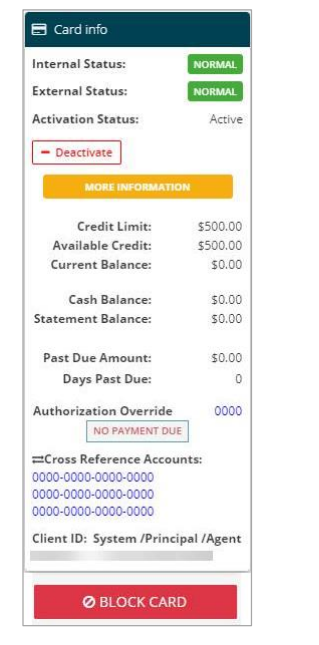 Card info
Internal Status: NORMAL
External Status: NORMAL
Activation Status: Active
– Deactivate
MORE INFORMATION
Credit Limit: $500.00
Available Credit: $500.00
Current Balance: $0.00
Cash Balance: $0.00
Statement Balance: $0.00
Past Due Amount: $0.00
Days Past Due: 0
Authorization Override 0000
NO PAYMENT DUE
⇄Cross Reference Accounts:
0000-0000-0000-0000
0000-0000-0000-0000
0000-0000-0000-0000
Client ID: System /Principal /Agent
BLOCK CARD